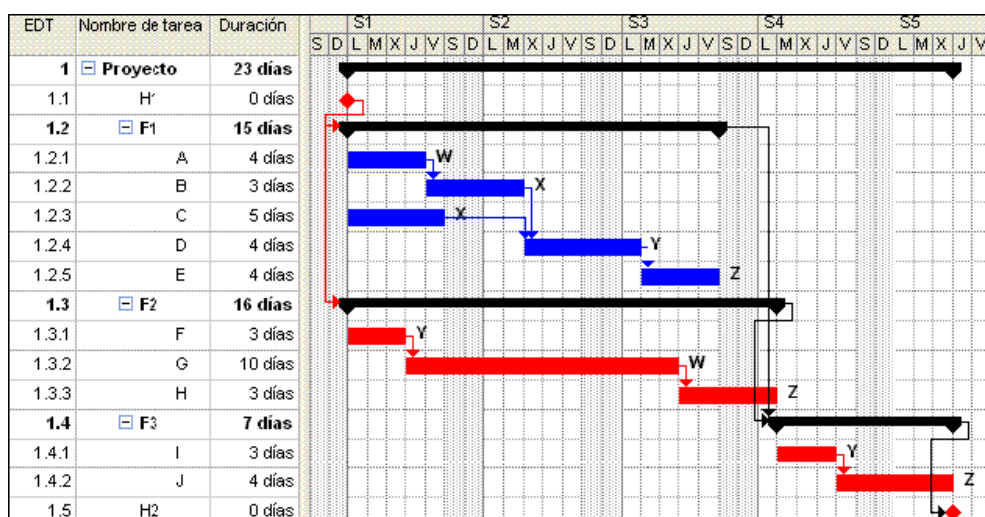 EDT Nombre de tarea Duración S1 S2 S3 S4 S5
S D L M X J V S D L M X J V S D L M X J V S D L M X J V S D L M X J V
1 Proyecto 23 días
1.1 H1 0 días
1.2 F1 15 días
1.2.1 A 4 días W
1.2.2 B 3 días X
1.2.3 C 5 días X
1.2.4 D 4 días Y
1.2.5 E 4 días Z
1.3 F2 16 días
1.3.1 F 3 días Y
1.3.2 G 10 días W
1.3.3 H 3 días Z
1.4 F3 7 días
1.4.1 I 3 días Y
1.4.2 J 4 días Z
1.5 H2 0 días